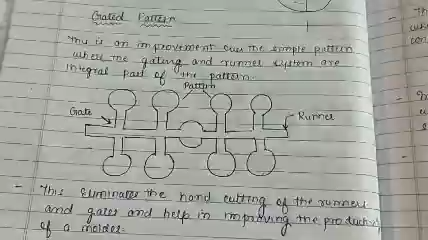 Gated Pattern
This is an improvement over the simple pattern
where the gating and runner system are
integral part of the pattern.
Pattern
Gate
Runner
- This eliminates the hand cutting of the runners
and gates and help in improving the
of a molder.